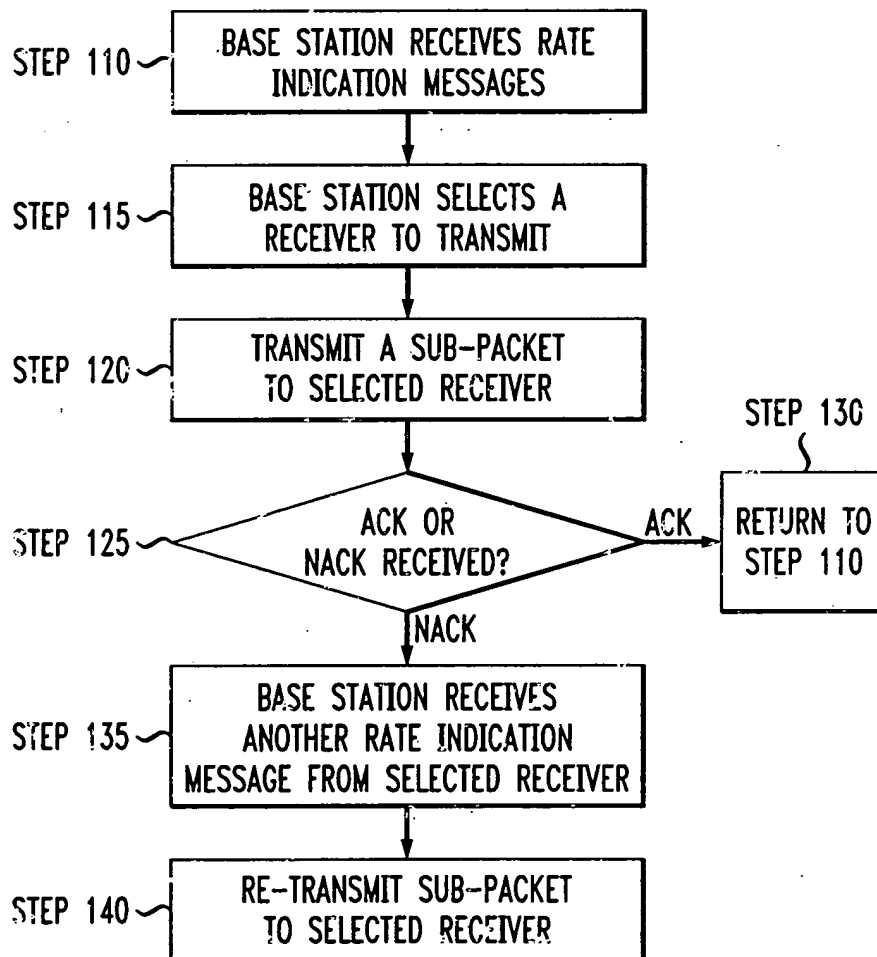 STEP 110
BASE STATION RECEIVES RATE
INDICATION MESSAGES
STEP 115
BASE STATION SELECTS A
RECEIVER TO TRANSMIT
STEP 120
TRANSMIT A SUB-PACKET
TO SELECTED RECEIVER
STEP 125
ACK OR
NACK RECEIVED?
ACK
STEP 130
RETURN TO
STEP 110
NACK
STEP 135
BASE STATION RECEIVES
ANOTHER RATE INDICATION
MESSAGE FROM SELECTED RECEIVER
STEP 140
RE-TRANSMIT SUB-PACKET
TO SELECTED RECEIVER